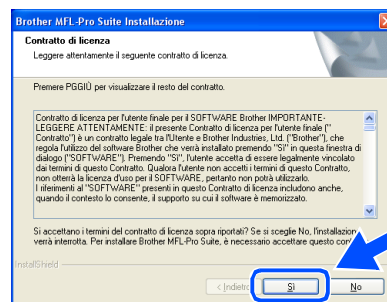 Brother MFL-Pro Suite Installazione
Contratto di licenza
Leggere attentamente il seguente contratto di licenza.
Premere PGGIÙ per visualizzare il resto del contratto.
Contratto di licenza per l'utente finale per il SOFTWARE Brother IMPORTANTE-
LEGGERE ATTENTAMENTE: il presente Contratto di licenza per l'utente finale ("
Contratto") è un contratto legale tra l'Utente e Brother Industries, Ltd. ("Brother"), che
regola l'utilizzo del software Brother che verrà installato premendo "Sì" in questa finestra di
dialogo ("SOFTWARE"). Premendo "Sì", l'utente accetta di essere legalmente vincolato
dai termini di questo Contratto. Qualora l'utente non accetti i termini di questo Contratto,
non otterrà la licenza d'uso per il SOFTWARE, pertanto non potrà utilizzarlo.
I riferimenti al "SOFTWARE" presenti in questo Contratto di licenza includono anche,
quando il contesto lo consente, il supporto su cui il software è memorizzato.
Si accettano i termini del contratto di licenza sopra riportati? Se si sceglie No, l'installazion
verrà interrotta. Per installare Brother MFL-Pro Suite, è necessario accettare questo con
InstallShield
< Indietro
Sì
No